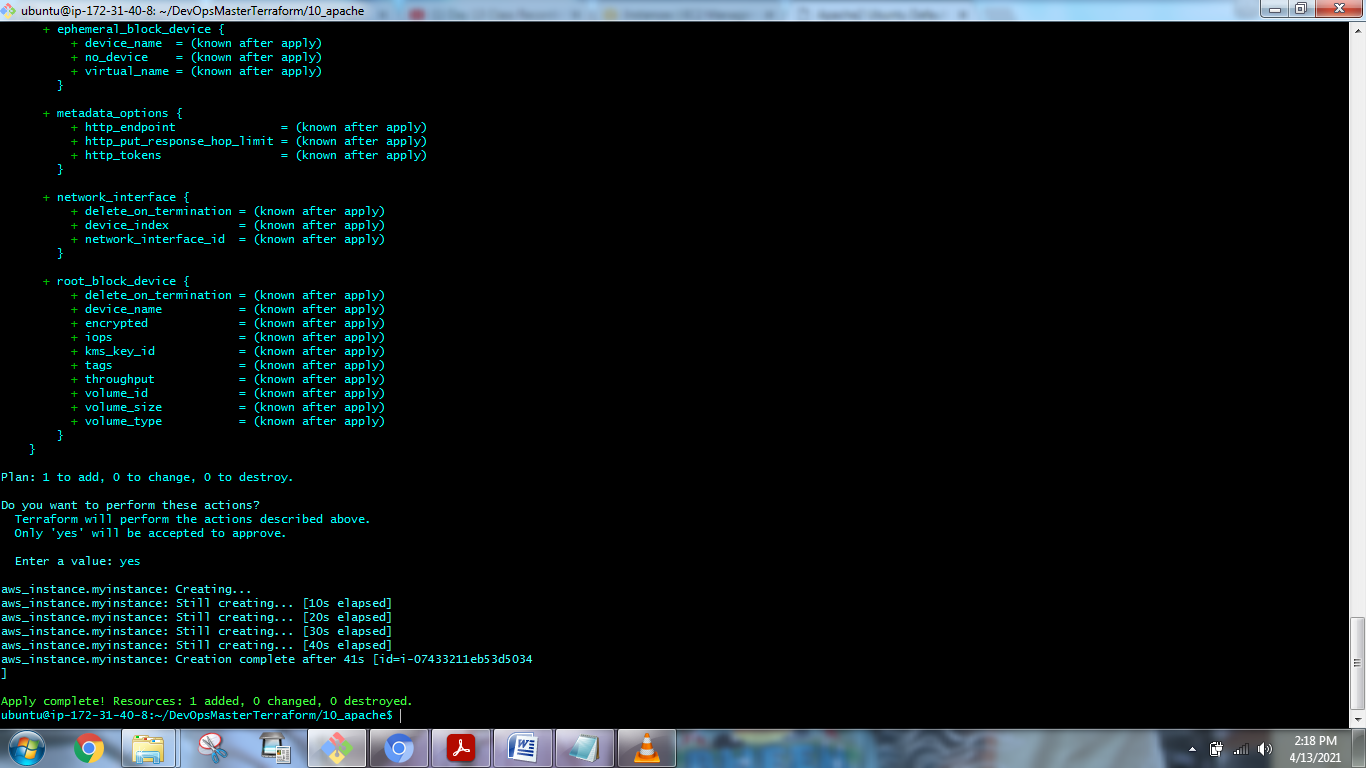 ubuntu@ip-172-31-40-8: ~/DevOpsMasterTerraform/10_apache
+ ephemeral_block_device {
+ device_name  = (known after apply)
+ no_device    = (known after apply)
+ virtual_name = (known after apply)
}
+ metadata_options {
+ http_endpoint               = (known after apply)
+ http_put_response_hop_limit = (known after apply)
+ http_tokens                 = (known after apply)
}
+ network_interface {
+ delete_on_termination = (known after apply)
+ device_index          = (known after apply)
+ network_interface_id  = (known after apply)
}
+ root_block_device {
+ delete_on_termination = (known after apply)
+ device_name           = (known after apply)
+ encrypted             = (known after apply)
+ iops                  = (known after apply)
+ kms_key_id            = (known after apply)
+ tags                  = (known after apply)
+ throughput            = (known after apply)
+ volume_id             = (known after apply)
+ volume_size           = (known after apply)
+ volume_type           = (known after apply)
}
}
Plan: 1 to add, 0 to change, 0 to destroy.
Do you want to perform these actions?
Terraform will perform the actions described above.
Only 'yes' will be accepted to approve.
Enter a value: yes
aws_instance.myinstance: Creating...
aws_instance.myinstance: Still creating... [10s elapsed]
aws_instance.myinstance: Still creating... [20s elapsed]
aws_instance.myinstance: Still creating... [30s elapsed]
aws_instance.myinstance: Still creating... [40s elapsed]
aws_instance.myinstance: Creation complete after 41s [id=i-07433211eb53d5034
]
Apply complete! Resources: 1 added, 0 changed, 0 destroyed.
ubuntu@ip-172-31-40-8:~/DevOpsMasterTerraform/10_apache$
2:18 PM
4/13/2021